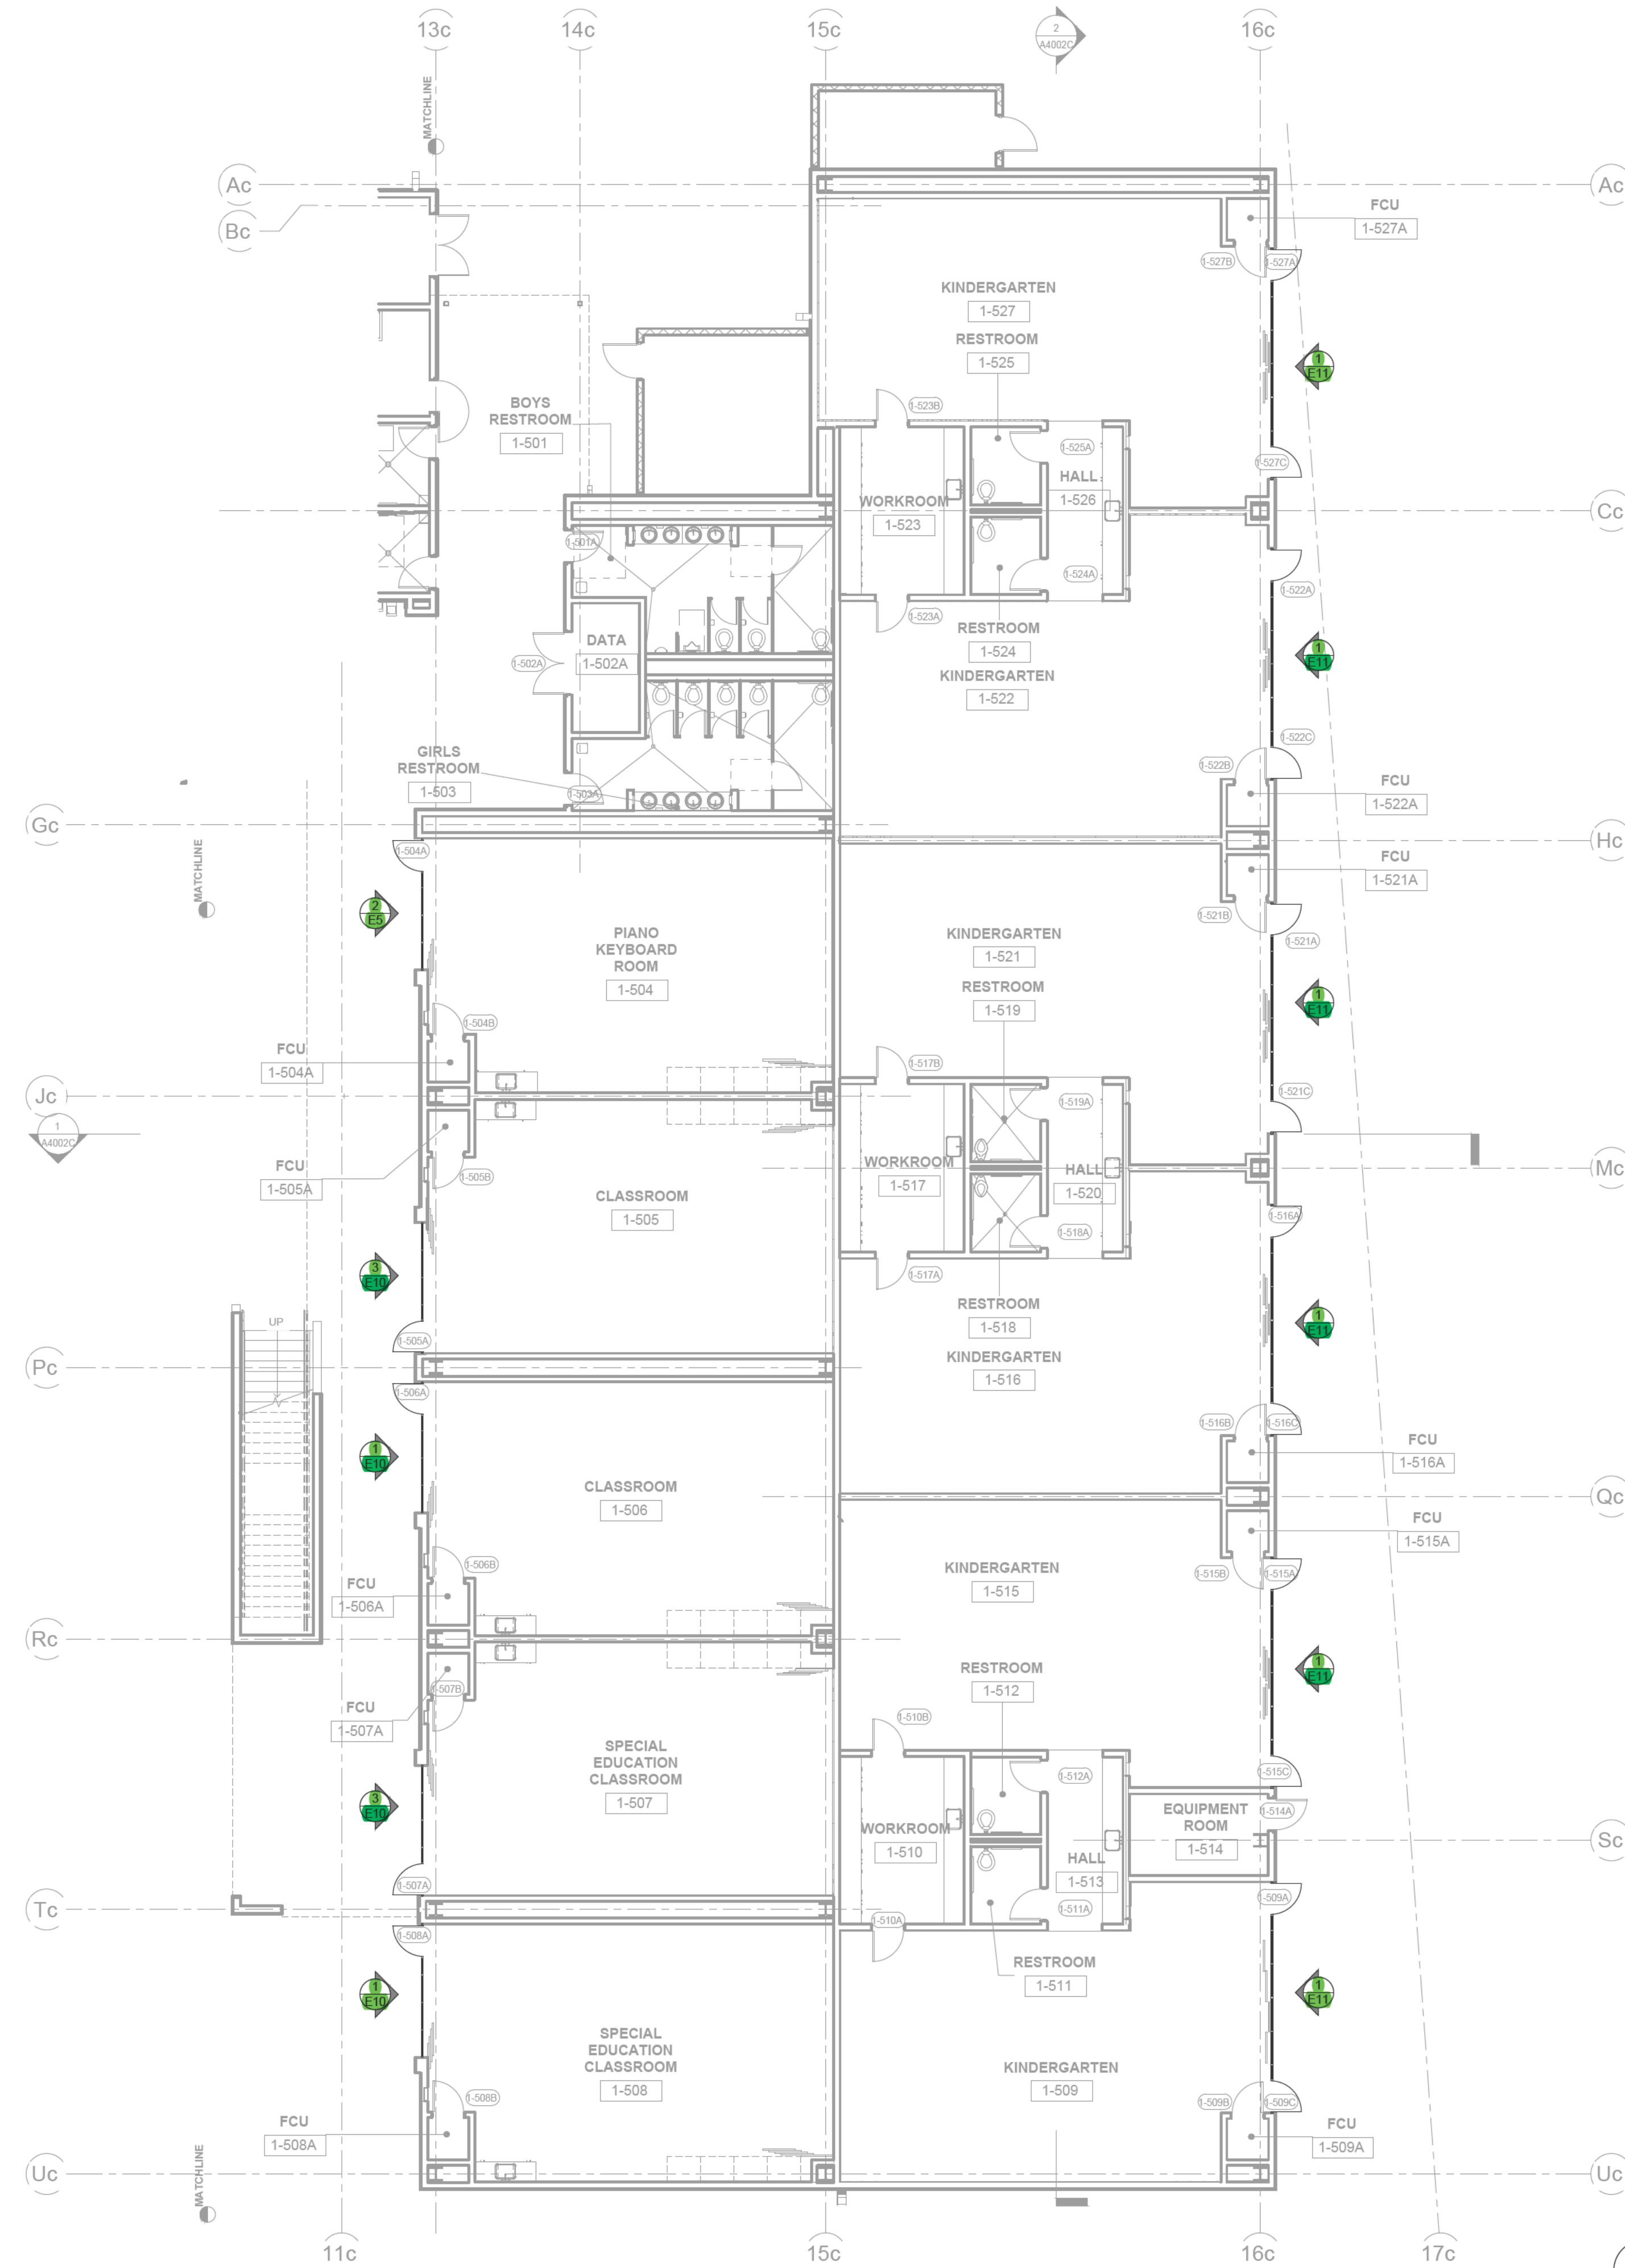 13c
14c
15c
16c
2
A4002C
MATCHLINE
Ac
Ac
Bc
FCU
1-527A
1-527B
1-527A
KINDERGARTEN
1-527
RESTROOM
1-525
1
E11
BOYS
RESTROOM
1-501
1-523B
1-525A
HALL
1-526
1-527C
WORKROOM
1-523
Cc
1-501A
1-524A
1-522A
1-523A
DATA
1-502A
1-502A
RESTROOM
1-524
KINDERGARTEN
1-522
1
E11
GIRLS
RESTROOM
1-503
1-503A
1-522C
1-522B
FCU
1-522A
Gc
Hc
MATCHLINE
1-504A
FCU
1-521A
2
E5
1-521B
1-521A
PIANO
KEYBOARD
ROOM
1-504
KINDERGARTEN
1-521
RESTROOM
1-519
1
E11
1-504B
FCU
1-504A
1-517B
Jc
1-519A
1-521C
1
A4002C
FCU
1-505A
1-505B
CLASSROOM
1-505
WORKROOM
1-517
HALL
1-520
Mc
1-516A
1-518A
3
E10
1-517A
RESTROOM
1-518
KINDERGARTEN
1-516
1
E11
UP
1-505A
Pc
1-506A
1-516B
1-516C
FCU
1-516A
1
E10
CLASSROOM
1-506
Qc
FCU
1-515A
1-506B
FCU
1-506A
KINDERGARTEN
1-515
1-515B
1-515A
Rc
RESTROOM
1-512
1
E11
1-507B
FCU
1-507A
1-510B
SPECIAL
EDUCATION
CLASSROOM
1-507
1-512A
1-515C
3
E10
WORKROOM
1-510
EQUIPMENT
ROOM
1-514
1-514A
Sc
HALL
1-513
1-507A
1-509A
Tc
1-508A
1-510A
1-511A
RESTROOM
1-511
1
E10
1
E11
SPECIAL
EDUCATION
CLASSROOM
1-508
KINDERGARTEN
1-509
1-508B
1-509B
1-509C
FCU
1-508A
FCU
1-509A
Uc
Uc
MATCHLINE
11c
15c
16c
17c